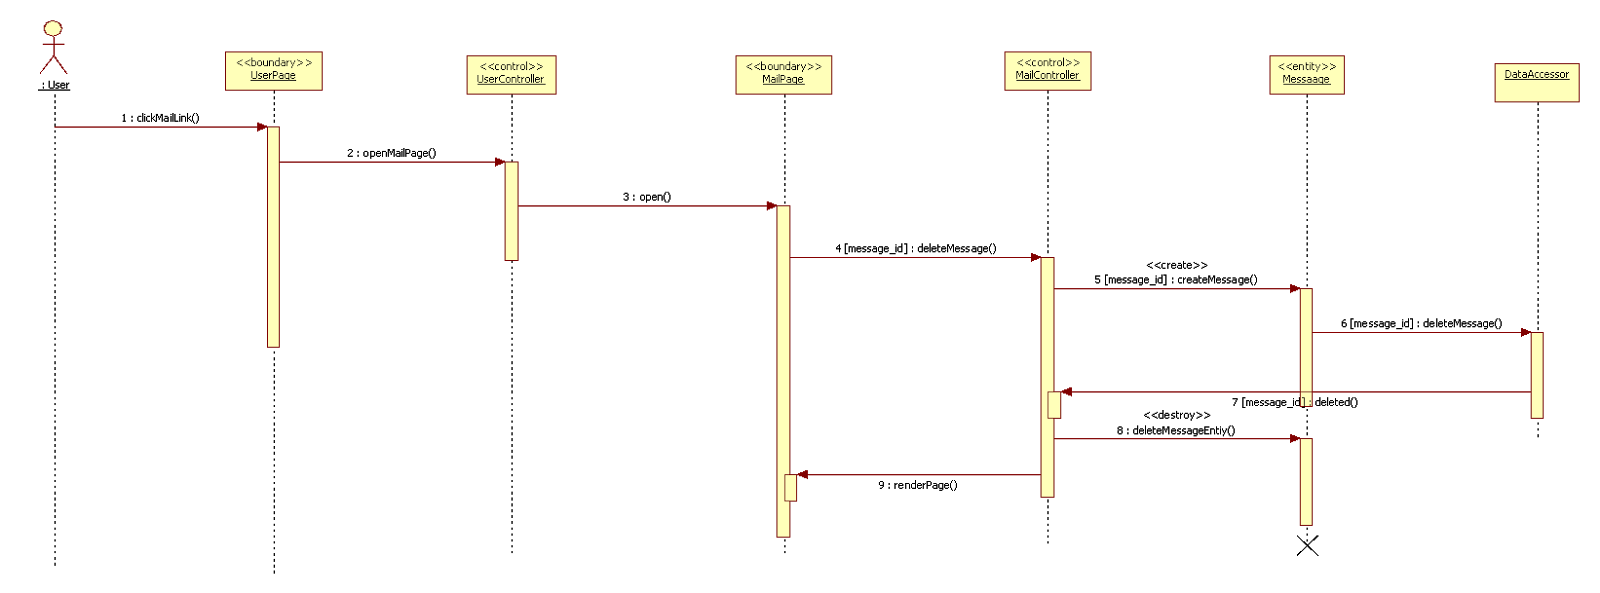 : User
<<boundary>>
UserPage
<<control>>
UserController
<<boundary>>
MailPage
<<control>>
MailController
<<entity>>
Messaage
DataAccessor
1 : clickMailLink()
2 : openMailPage()
3 : open()
4 [message_id] : deleteMessage()
<<create>>
5 [message_id] : createMessage()
6 [message_id] : deleteMessage()
7 [message_id] : deleted()
<<destroy>>
8 : deleteMessageEntiy()
9 : renderPage()